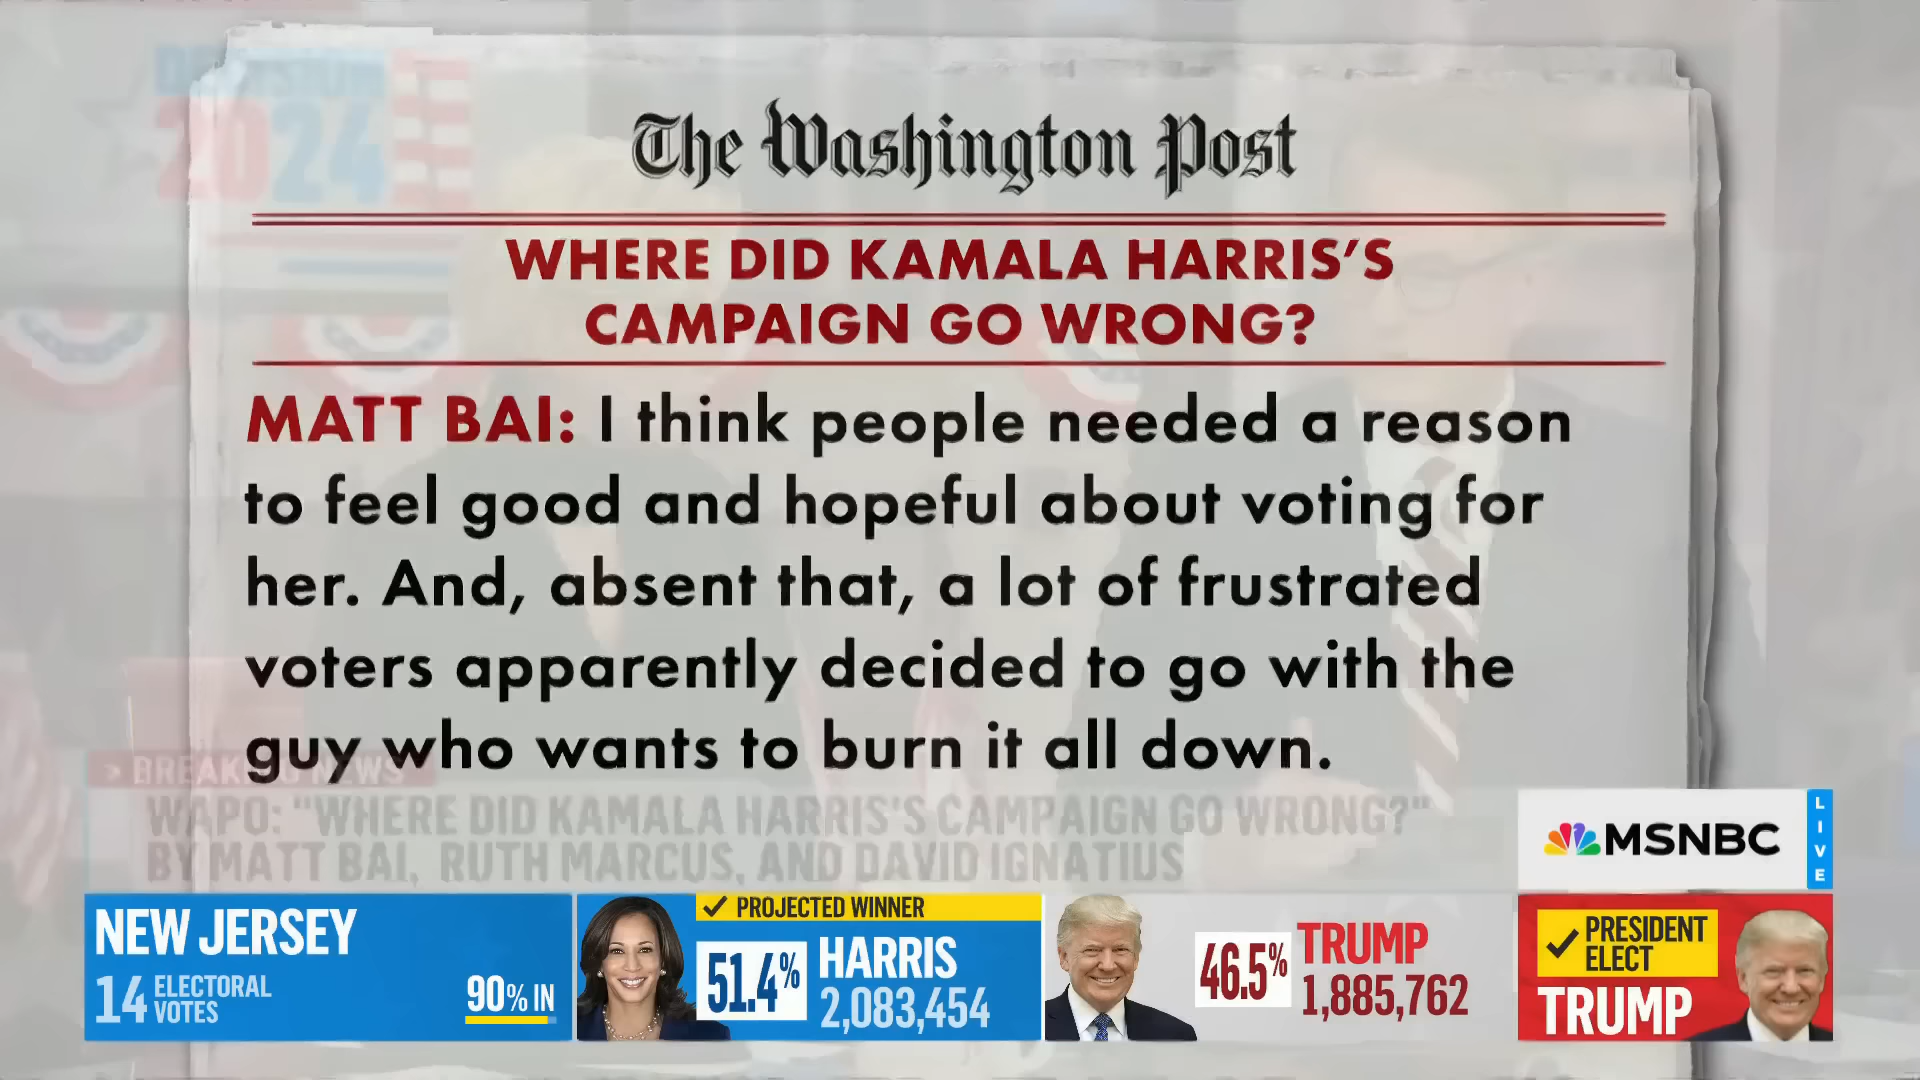 DECISION
2024
The Washington Post
WHERE DID KAMALA HARRIS'S
CAMPAIGN GO WRONG?
MATT BAI: I think people needed a reason
to feel good and hopeful about voting for
her. And, absent that, a lot of frustrated
voters apparently decided to go with the
guy who wants to burn it all down.
> BREAKING NEWS
WAPO: "WHERE DID KAMALA HARRIS'S CAMPAIGN GO WRONG?"
BY MATT BAI, RUTH MARCUS, AND DAVID IGNATIUS
MSNBC
LIVE
NEW JERSEY
14 ELECTORAL
VOTES
90% IN
PROJECTED WINNER
51.4%
HARRIS
2,083,454
46.5%
TRUMP
1,885,762
PRESIDENT
ELECT
TRUMP